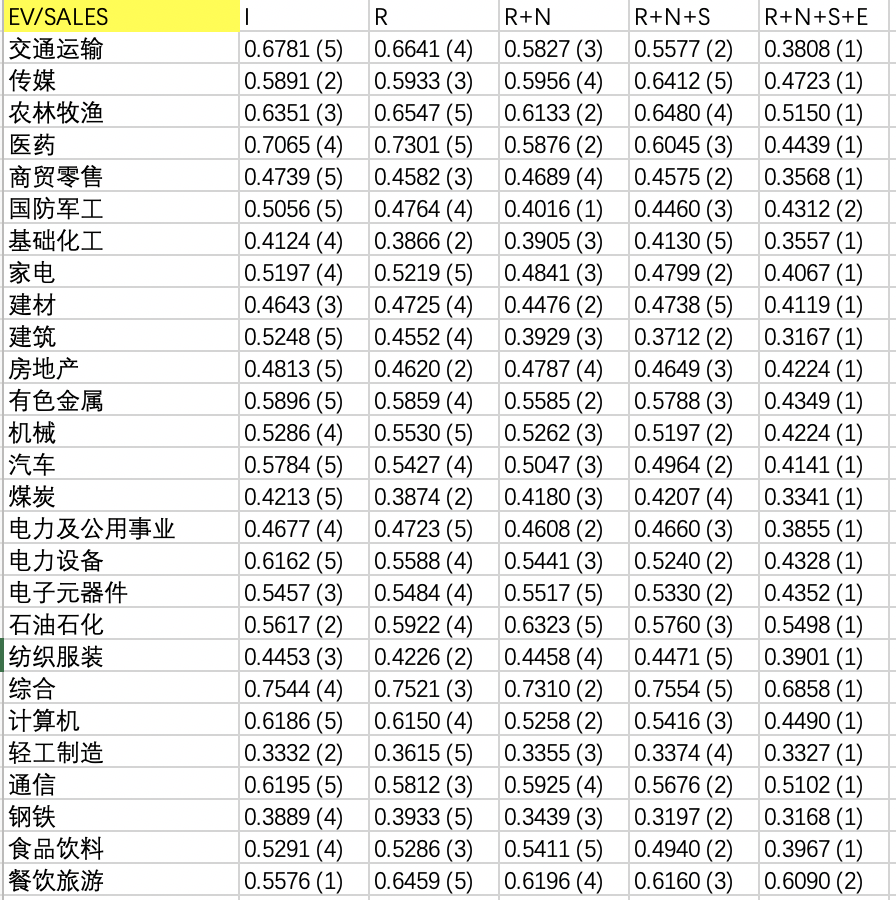 EV/SALES I R R+N R+N+S R+N+S+E
交通运输 0.6781 (5) 0.6641 (4) 0.5827 (3) 0.5577 (2) 0.3808 (1)
传媒 0.5891 (2) 0.5933 (3) 0.5956 (4) 0.6412 (5) 0.4723 (1)
农林牧渔 0.6351 (3) 0.6547 (5) 0.6133 (2) 0.6480 (4) 0.5150 (1)
医药 0.7065 (4) 0.7301 (5) 0.5876 (2) 0.6045 (3) 0.4439 (1)
商贸零售 0.4739 (5) 0.4582 (3) 0.4689 (4) 0.4575 (2) 0.3568 (1)
国防军工 0.5056 (5) 0.4764 (4) 0.4016 (1) 0.4460 (3) 0.4312 (2)
基础化工 0.4124 (4) 0.3866 (2) 0.3905 (3) 0.4130 (5) 0.3557 (1)
家电 0.5197 (4) 0.5219 (5) 0.4841 (3) 0.4799 (2) 0.4067 (1)
建材 0.4643 (3) 0.4725 (4) 0.4476 (2) 0.4738 (5) 0.4119 (1)
建筑 0.5248 (5) 0.4552 (4) 0.3929 (3) 0.3712 (2) 0.3167 (1)
房地产 0.4813 (5) 0.4620 (2) 0.4787 (4) 0.4649 (3) 0.4224 (1)
有色金属 0.5896 (5) 0.5859 (4) 0.5585 (2) 0.5788 (3) 0.4349 (1)
机械 0.5286 (4) 0.5530 (5) 0.5262 (3) 0.5197 (2) 0.4224 (1)
汽车 0.5784 (5) 0.5427 (4) 0.5047 (3) 0.4964 (2) 0.4141 (1)
煤炭 0.4213 (5) 0.3874 (2) 0.4180 (3) 0.4207 (4) 0.3341 (1)
电力及公用事业 0.4677 (4) 0.4723 (5) 0.4608 (2) 0.4660 (3) 0.3855 (1)
电力设备 0.6162 (5) 0.5588 (4) 0.5441 (3) 0.5240 (2) 0.4328 (1)
电子元器件 0.5457 (3) 0.5484 (4) 0.5517 (5) 0.5330 (2) 0.4352 (1)
石油石化 0.5617 (2) 0.5922 (4) 0.6323 (5) 0.5760 (3) 0.5498 (1)
纺织服装 0.4453 (3) 0.4226 (2) 0.4458 (4) 0.4471 (5) 0.3901 (1)
综合 0.7544 (4) 0.7521 (3) 0.7310 (2) 0.7554 (5) 0.6858 (1)
计算机 0.6186 (5) 0.6150 (4) 0.5258 (2) 0.5416 (3) 0.4490 (1)
轻工制造 0.3332 (2) 0.3615 (5) 0.3355 (3) 0.3374 (4) 0.3327 (1)
通信 0.6195 (5) 0.5812 (3) 0.5925 (4) 0.5676 (2) 0.5102 (1)
钢铁 0.3889 (4) 0.3933 (5) 0.3439 (3) 0.3197 (2) 0.3168 (1)
食品饮料 0.5291 (4) 0.5286 (3) 0.5411 (5) 0.4940 (2) 0.3967 (1)
餐饮旅游 0.5576 (1) 0.6459 (5) 0.6196 (4) 0.6160 (3) 0.6090 (2)